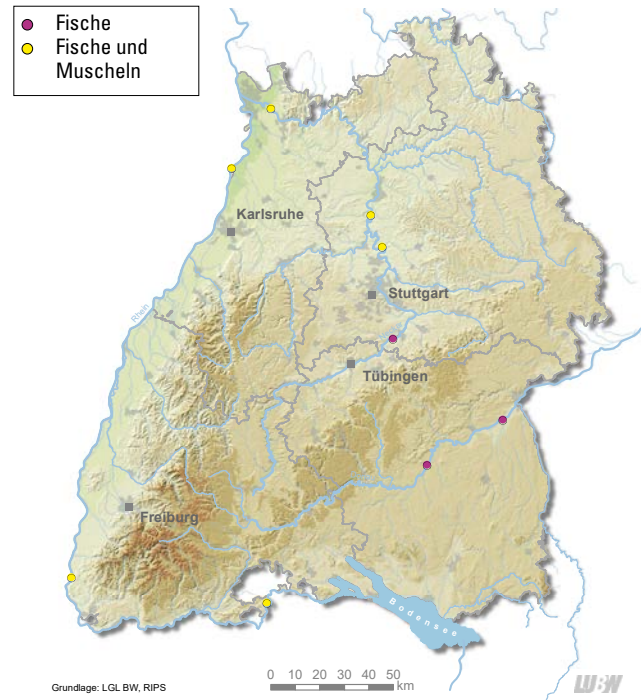 Fische
Fische und
Muscheln
Karlsruhe
Stuttgart
Rhein
Tübingen
Freiburg
Bodensee
0 10 20 30 40 50
km
Grundlage: LGL BW, RIPS
LUBW